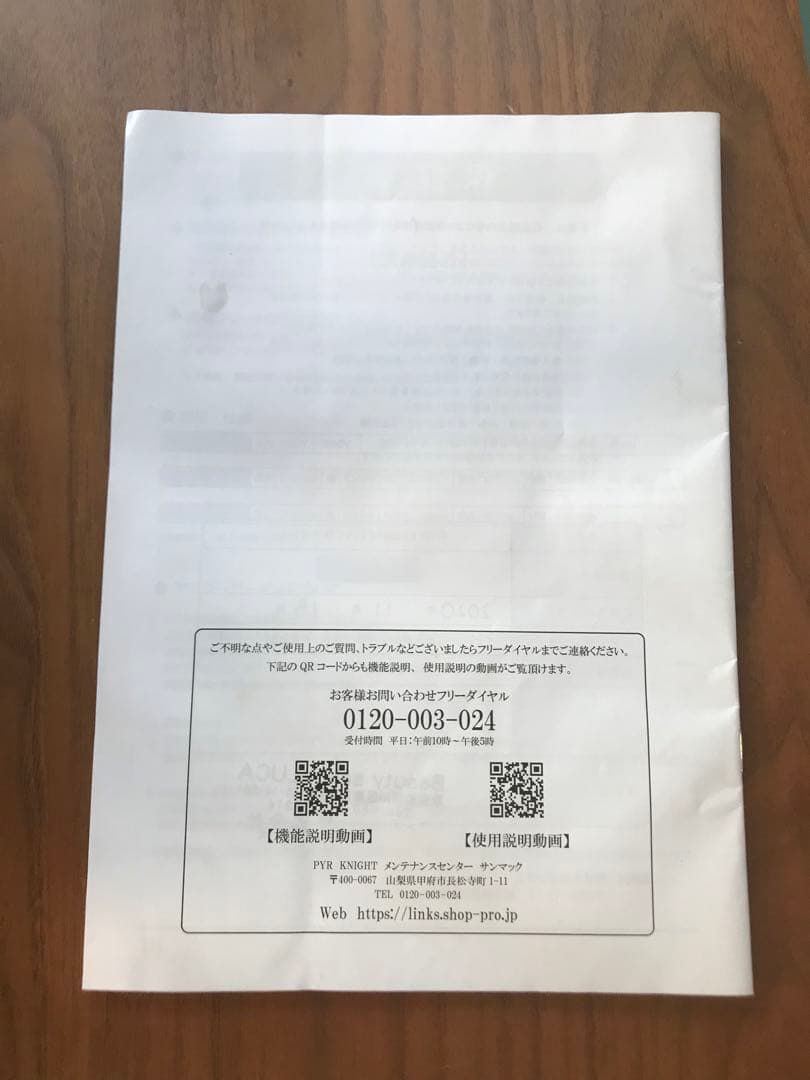 ご不明な点やご使用上のご質問、トラブルなどございましたらフリーダイヤルまでご連絡ください。
下記のQRコードからも機能説明、使用説明の動画がご覧頂けます。
お客様お問い合わせフリーダイヤル
0120-003-024
受付時間 平日：午前10時～午後5時
【機能説明動画】 【使用説明動画】
PYR KNIGHT メンテナンスセンター サンマック
〒400-0067 山梨県甲府市長松寺町1-11
TEL 0120-003-024
Web https://links.shop-pro.jp